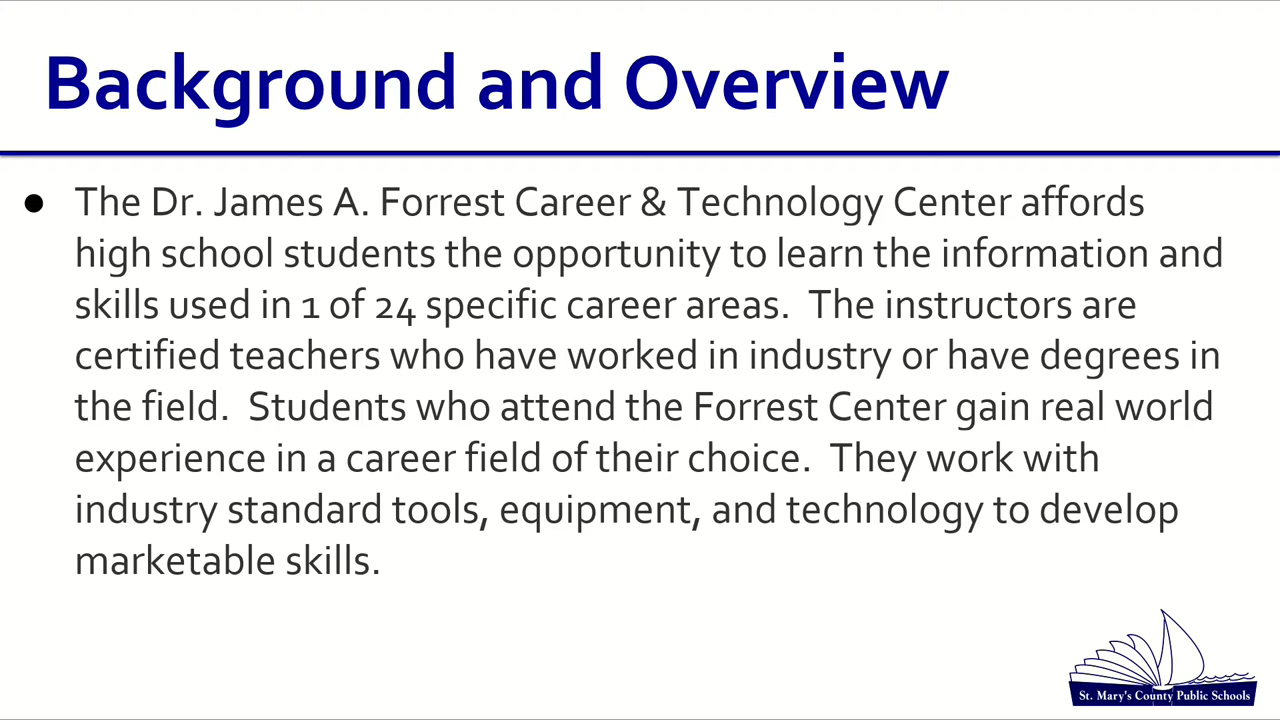 Background and Overview
● The Dr. James A. Forrest Career & Technology Center affords
high school students the opportunity to learn the information and
skills used in 1 of 24 specific career areas.  The instructors are
certified teachers who have worked in industry or have degrees in
the field.  Students who attend the Forrest Center gain real world
experience in a career field of their choice.  They work with
industry standard tools, equipment, and technology to develop
marketable skills.
St. Mary's County Public Schools